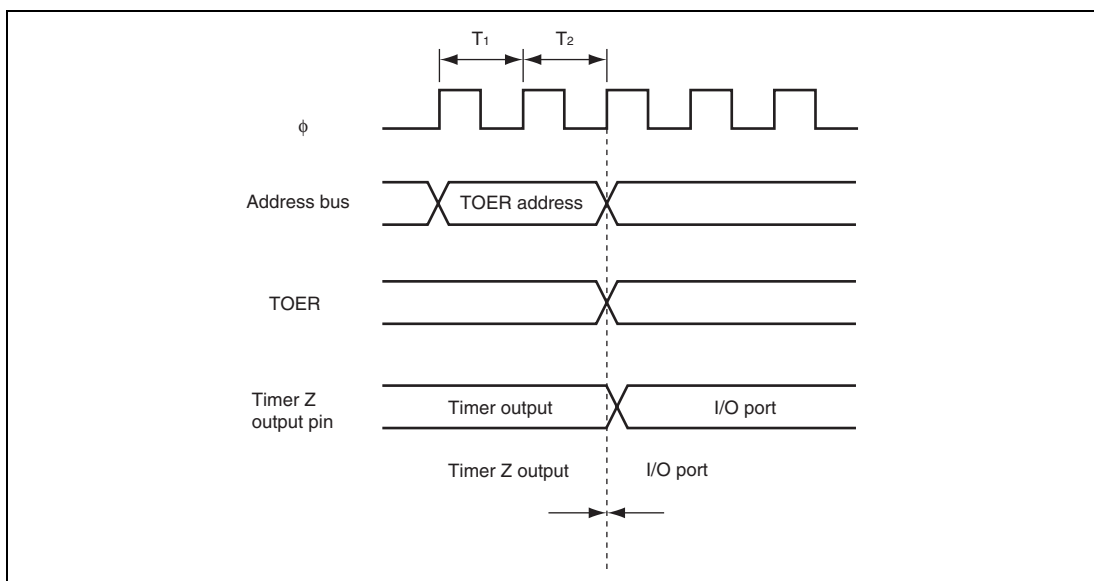 T1 T2
φ
Address bus TOER address
TOER
Timer Z
output pin
Timer output I/O port
Timer Z output I/O port